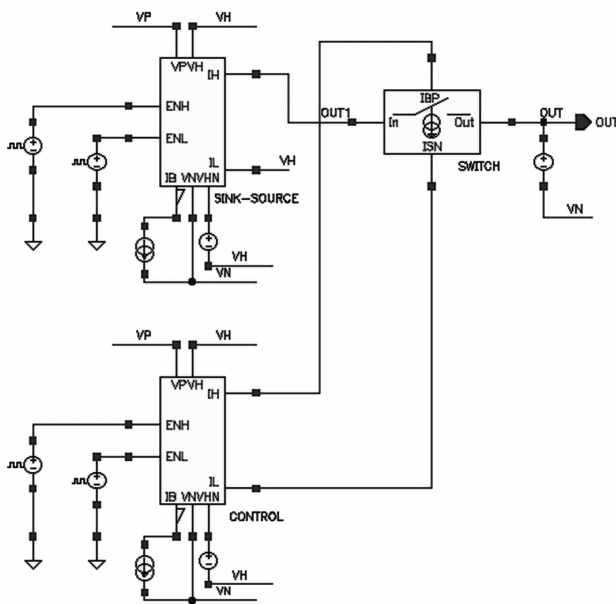 VP VH
VPVH
IH
ENH
ENL
IL
VH
IB VNVHN
SINK-SOURCE
VH
VN
OUT1
IBP
In
Out
ISN
SWITCH
OUT
OUT
VN
VP VH
VPVH
IH
ENH
ENL
IL
IB VNVHN
CONTROL
VH
VN